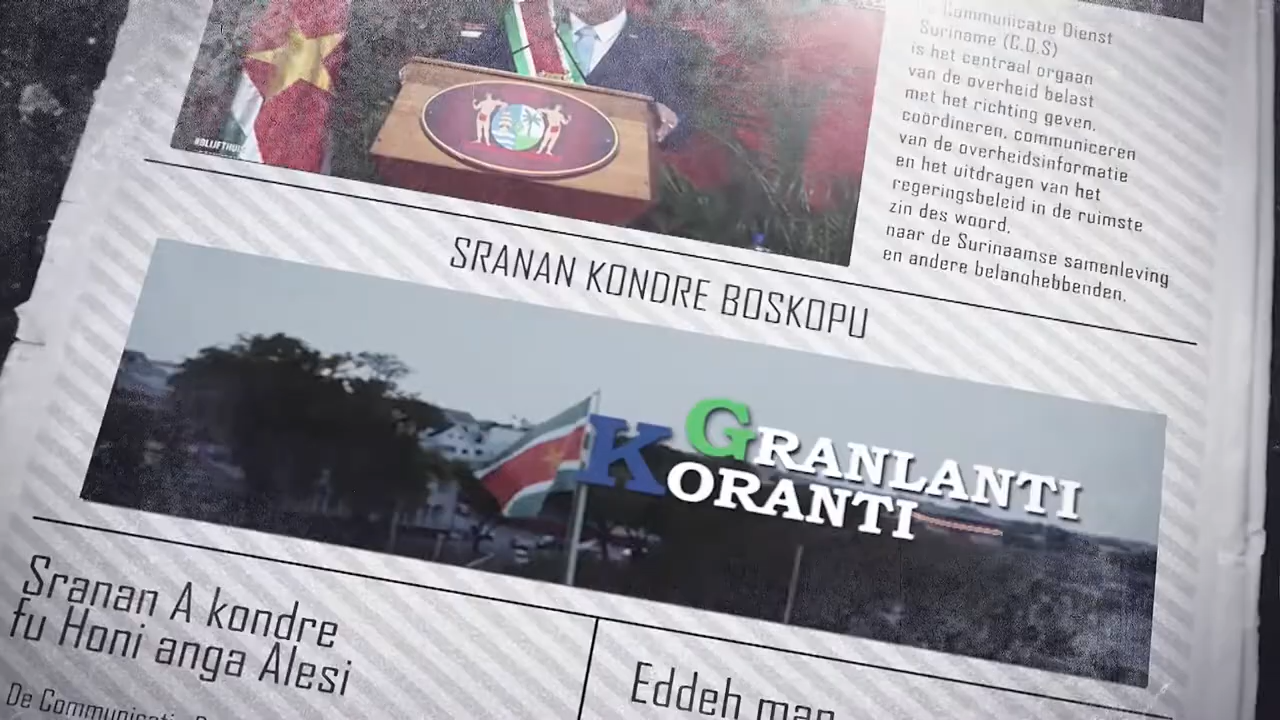 Communicatie Dienst
Suriname (C.D.S)
is het centraal orgaan
van de overheid belast
met het richting geven,
coördineren, communiceren
van de overheidsinformatie
en het uitdragen van het
regeringsbeleid in de ruimste
zin des woord,
naar de Surinaamse samenleving
en andere belanghebbenden.
SRANAN KONDRE BOSKOPU
GRANLANTI
KORANTI
Sranan A kondre
fu Honi anga Alesi
De
Eddeh man